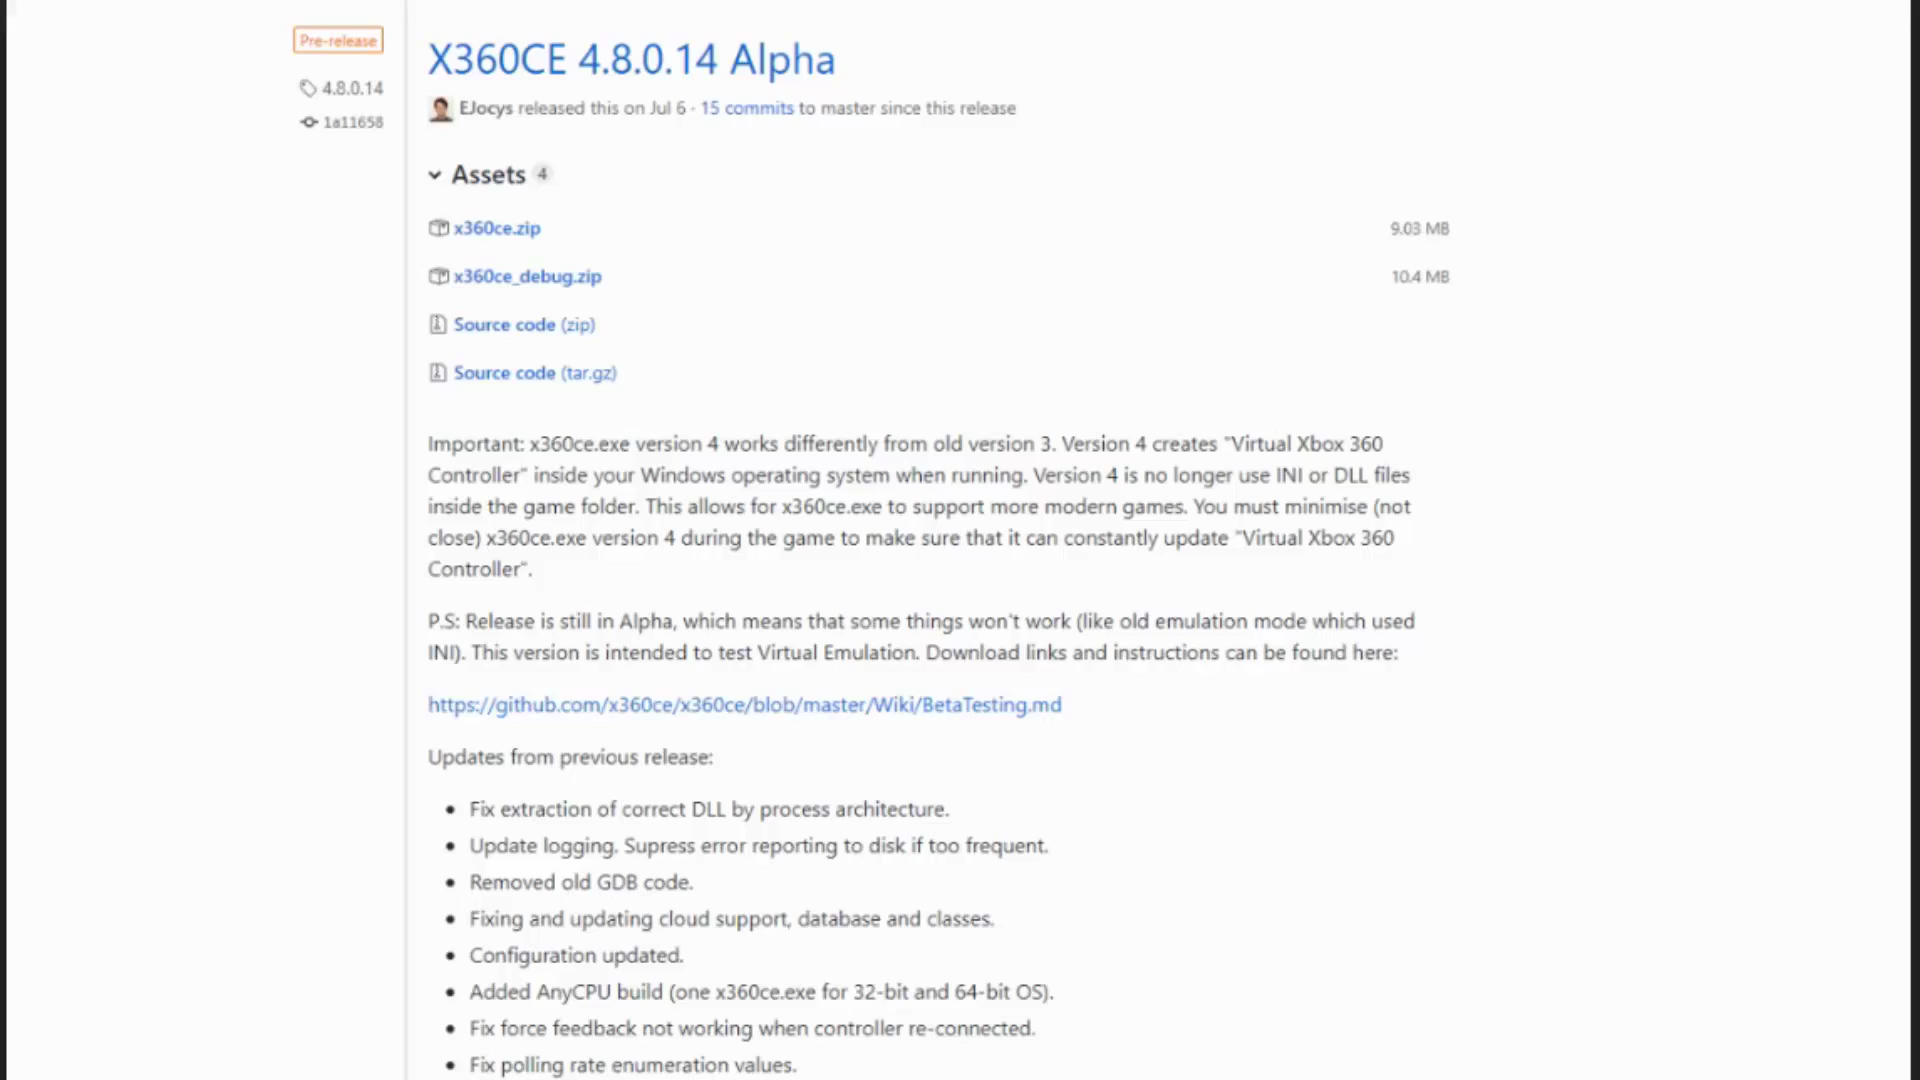 Pre-release
4.8.0.14
1a11658
X360CE 4.8.0.14 Alpha
EJocys released this on Jul 6 · 15 commits to master since this release
Assets 4
x360ce.zip 9.03 MB
x360ce_debug.zip 10.4 MB
Source code (zip)
Source code (tar.gz)
Important: x360ce.exe version 4 works differently from old version 3. Version 4 creates "Virtual Xbox 360
Controller" inside your Windows operating system when running. Version 4 is no longer use INI or DLL files
inside the game folder. This allows for x360ce.exe to support more modern games. You must minimise (not
close) x360ce.exe version 4 during the game to make sure that it can constantly update "Virtual Xbox 360
Controller".
P.S: Release is still in Alpha, which means that some things won't work (like old emulation mode which used
INI). This version is intended to test Virtual Emulation. Download links and instructions can be found here:
https://github.com/x360ce/x360ce/blob/master/Wiki/BetaTesting.md
Updates from previous release:
• Fix extraction of correct DLL by process architecture.
• Update logging. Supress error reporting to disk if too frequent.
• Removed old GDB code.
• Fixing and updating cloud support, database and classes.
• Configuration updated.
• Added AnyCPU build (one x360ce.exe for 32-bit and 64-bit OS).
• Fix force feedback not working when controller re-connected.
• Fix polling rate enumeration values.